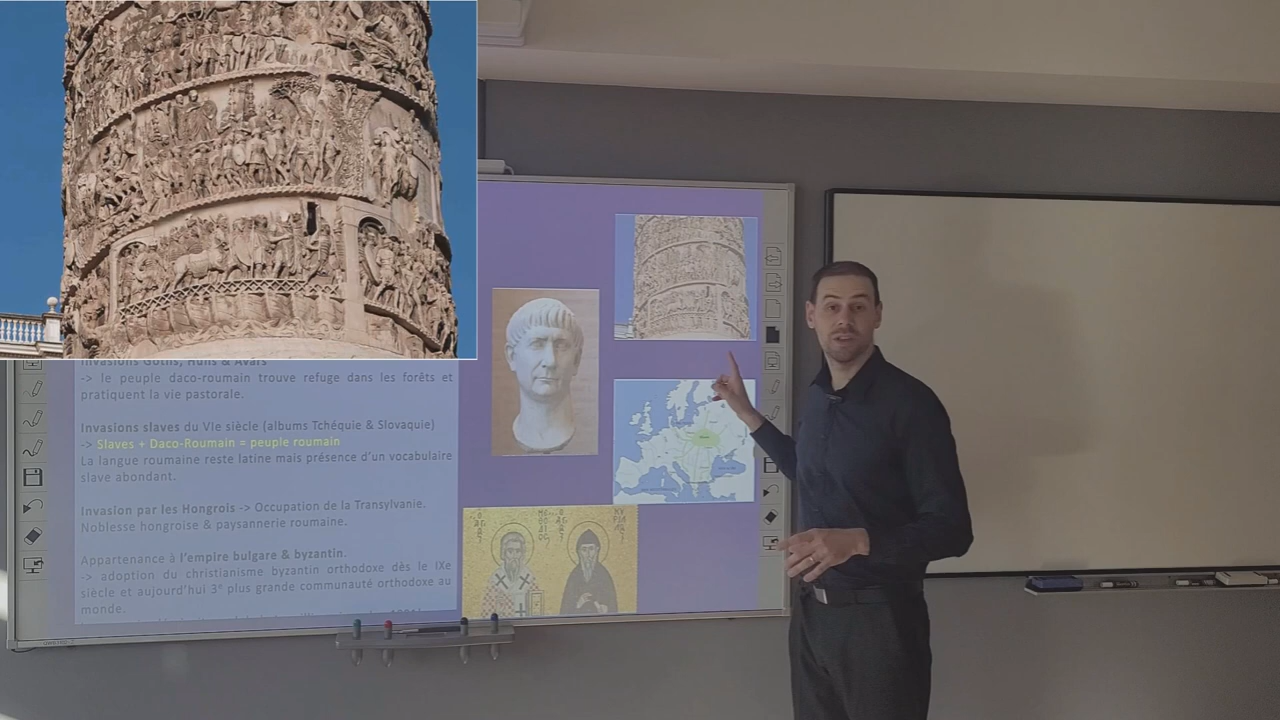 Invasions Goths, Huns & Avars
-> le peuple daco-roumain trouve refuge dans les forêts et
pratiquent la vie pastorale.
Invasions slaves du VIe siècle (albums Tchéquie & Slovaquie)
-> Slaves + Daco-Roumain = peuple roumain
La langue roumaine reste latine mais présence d'un vocabulaire
slave abondant.
Invasion par les Hongrois -> Occupation de la Transylvanie.
Noblesse hongroise & paysannerie roumaine.
Appartenance à l'empire bulgare & byzantin.
-> adoption du christianisme byzantin orthodoxe dès le IXe
siècle et aujourd'hui 3e plus grande communauté orthodoxe au
monde.